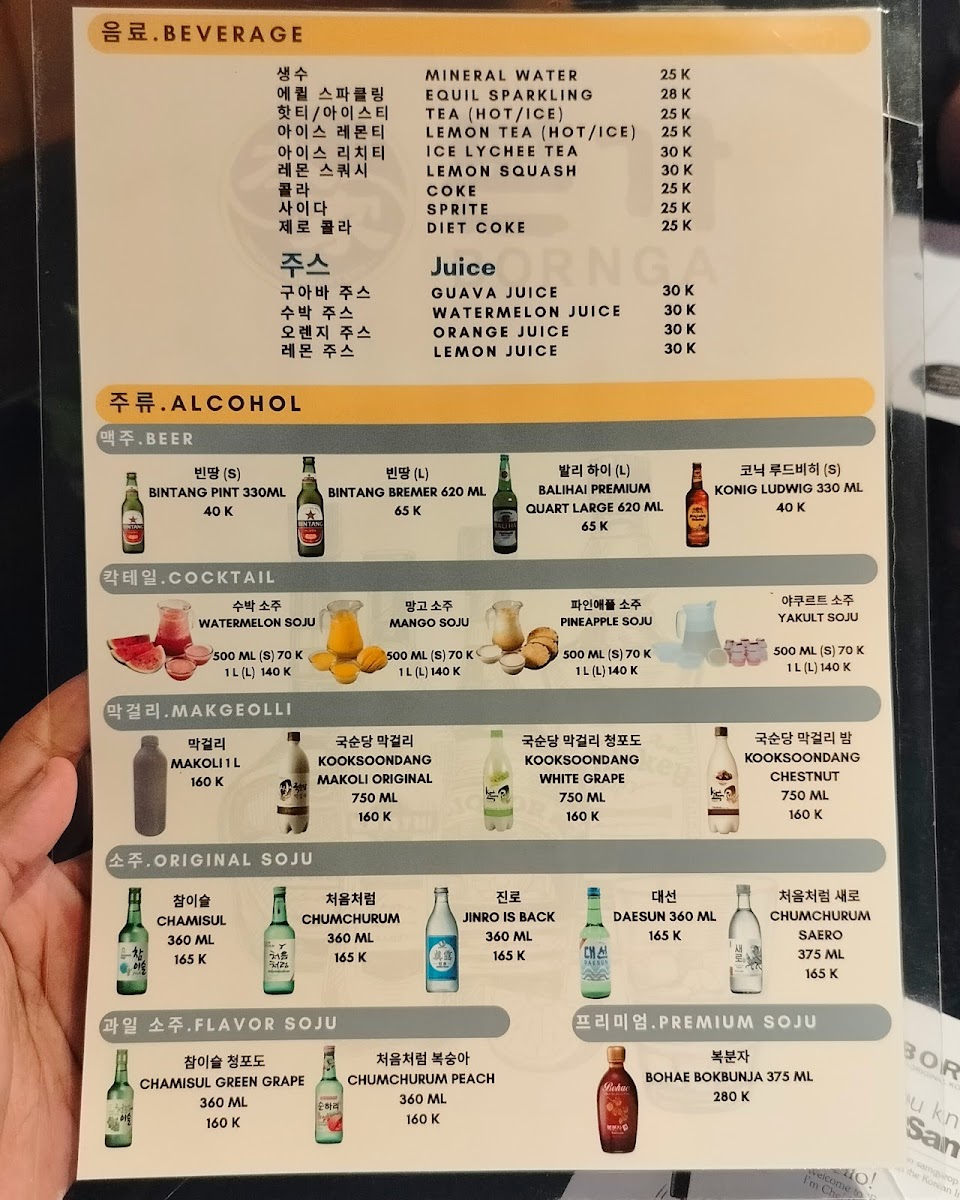 음료.BEVERAGE
생수 MINERAL WATER 25 K
에퀼 스파클링 EQUIL SPARKLING 28 K
핫티/아이스티 TEA (HOT/ICE) 25 K
아이스 레몬티 LEMON TEA (HOT/ICE) 25 K
아이스 리치티 ICE LYCHEE TEA 30 K
레몬 스쿼시 LEMON SQUASH 30 K
콜라 COKE 25 K
사이다 SPRITE 25 K
제로 콜라 DIET COKE 25 K
주스 Juice
구아바 주스 GUAVA JUICE 30 K
수박 주스 WATERMELON JUICE 30 K
오렌지 주스 ORANGE JUICE 30 K
레몬 주스 LEMON JUICE 30 K
주류.ALCOHOL
맥주.BEER
빈땅 (S)
BINTANG PINT 330ML
40 K
빈땅 (L)
BINTANG BREMER 620 ML
65 K
발리 하이 (L)
BALIHAI PREMIUM
QUART LARGE 620 ML
65 K
코닉 루드비히 (S)
KONIG LUDWIG 330 ML
40 K
칵테일.COCKTAIL
수박 소주
WATERMELON SOJU
500 ML (S) 70 K
1 L (L) 140 K
망고 소주
MANGO SOJU
500 ML (S) 70 K
1 L (L) 140 K
파인애플 소주
PINEAPPLE SOJU
500 ML (S) 70 K
1 L (L) 140 K
야쿠르트 소주
YAKULT SOJU
500 ML (S) 70 K
1 L (L) 140 K
막걸리.MAKGEOLLI
막걸리
MAKOLI 1 L
160 K
국순당 막걸리
KOOKSOONDANG
MAKOLI ORIGINAL
750 ML
160 K
국순당 막걸리 청포도
KOOKSOONDANG
WHITE GRAPE
750 ML
160 K
국순당 막걸리 밤
KOOKSOONDANG
CHESTNUT
750 ML
160 K
소주.ORIGINAL SOJU
참이슬
CHAMISUL
360 ML
165 K
처음처럼
CHUMCHURUM
360 ML
165 K
진로
JINRO IS BACK
360 ML
165 K
대선
DAESUN 360 ML
165 K
처음처럼 새로
CHUMCHURUM
SAERO
375 ML
165 K
과일 소주.FLAVOR SOJU
참이슬 청포도
CHAMISUL GREEN GRAPE
360 ML
160 K
처음처럼 복숭아
CHUMCHURUM PEACH
360 ML
160 K
프리미엄.PREMIUM SOJU
복분자
BOHAE BOKBUNJA 375 ML
280 K